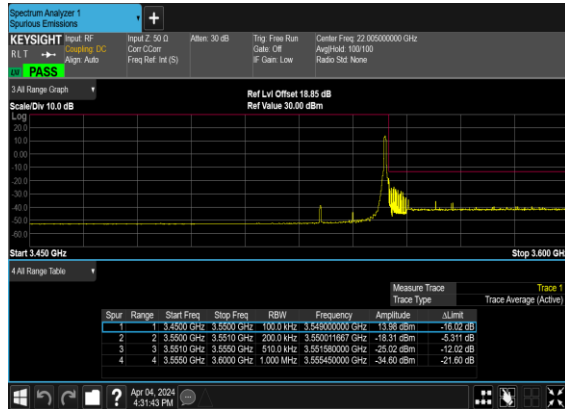 Spectrum Analyzer 1
Spurious Emissions
+
KEYSIGHT Input: RF Input Z: 50 Ω Atten: 30 dB Trig: Free Run Center Freq: 22.005000000 GHz
RLT Coupling: DC Corr CCorr Gate: Off Avg|Hold: 100/100
Align: Auto Freq Ref: Int (S) IF Gain: Low Radio Std: None
PASS
3 All Range Graph
Ref Lvl Offset 18.85 dB
Scale/Div 10.0 dB Ref Value 30.00 dBm
Log
20.0
10.0
0.00
-10.0
-20.0
-30.0
-40.0
-50.0
-60.0
Start 3.450 GHz Stop 3.600 GH
4 All Range Table
Measure Trace Trace 1
Trace Type Trace Average (Active)
Spur Range Start Freq Stop Freq RBW Frequency Amplitude ΔLimit
1 1 3.4500 GHz 3.5500 GHz 100.0 kHz 3.549000000 GHz 13.98 dBm -16.02 dB
2 2 3.5500 GHz 3.5510 GHz 200.0 kHz 3.550011667 GHz -18.31 dBm -5.311 dB
3 3 3.5510 GHz 3.5550 GHz 510.0 kHz 3.551580000 GHz -25.02 dBm -12.02 dB
4 4 3.5550 GHz 3.6000 GHz 1.000 MHz 3.555450000 GHz -34.60 dBm -21.60 dB
? Apr 04, 2024
4:31:43 PM